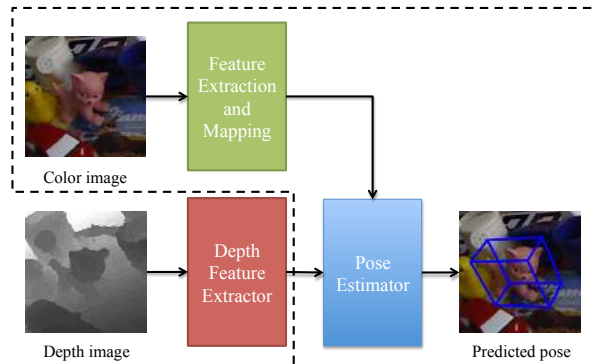 Feature
Extraction
and
Mapping
Color image
Depth
Feature
Extractor
Pose
Estimator
Depth image
Predicted pose